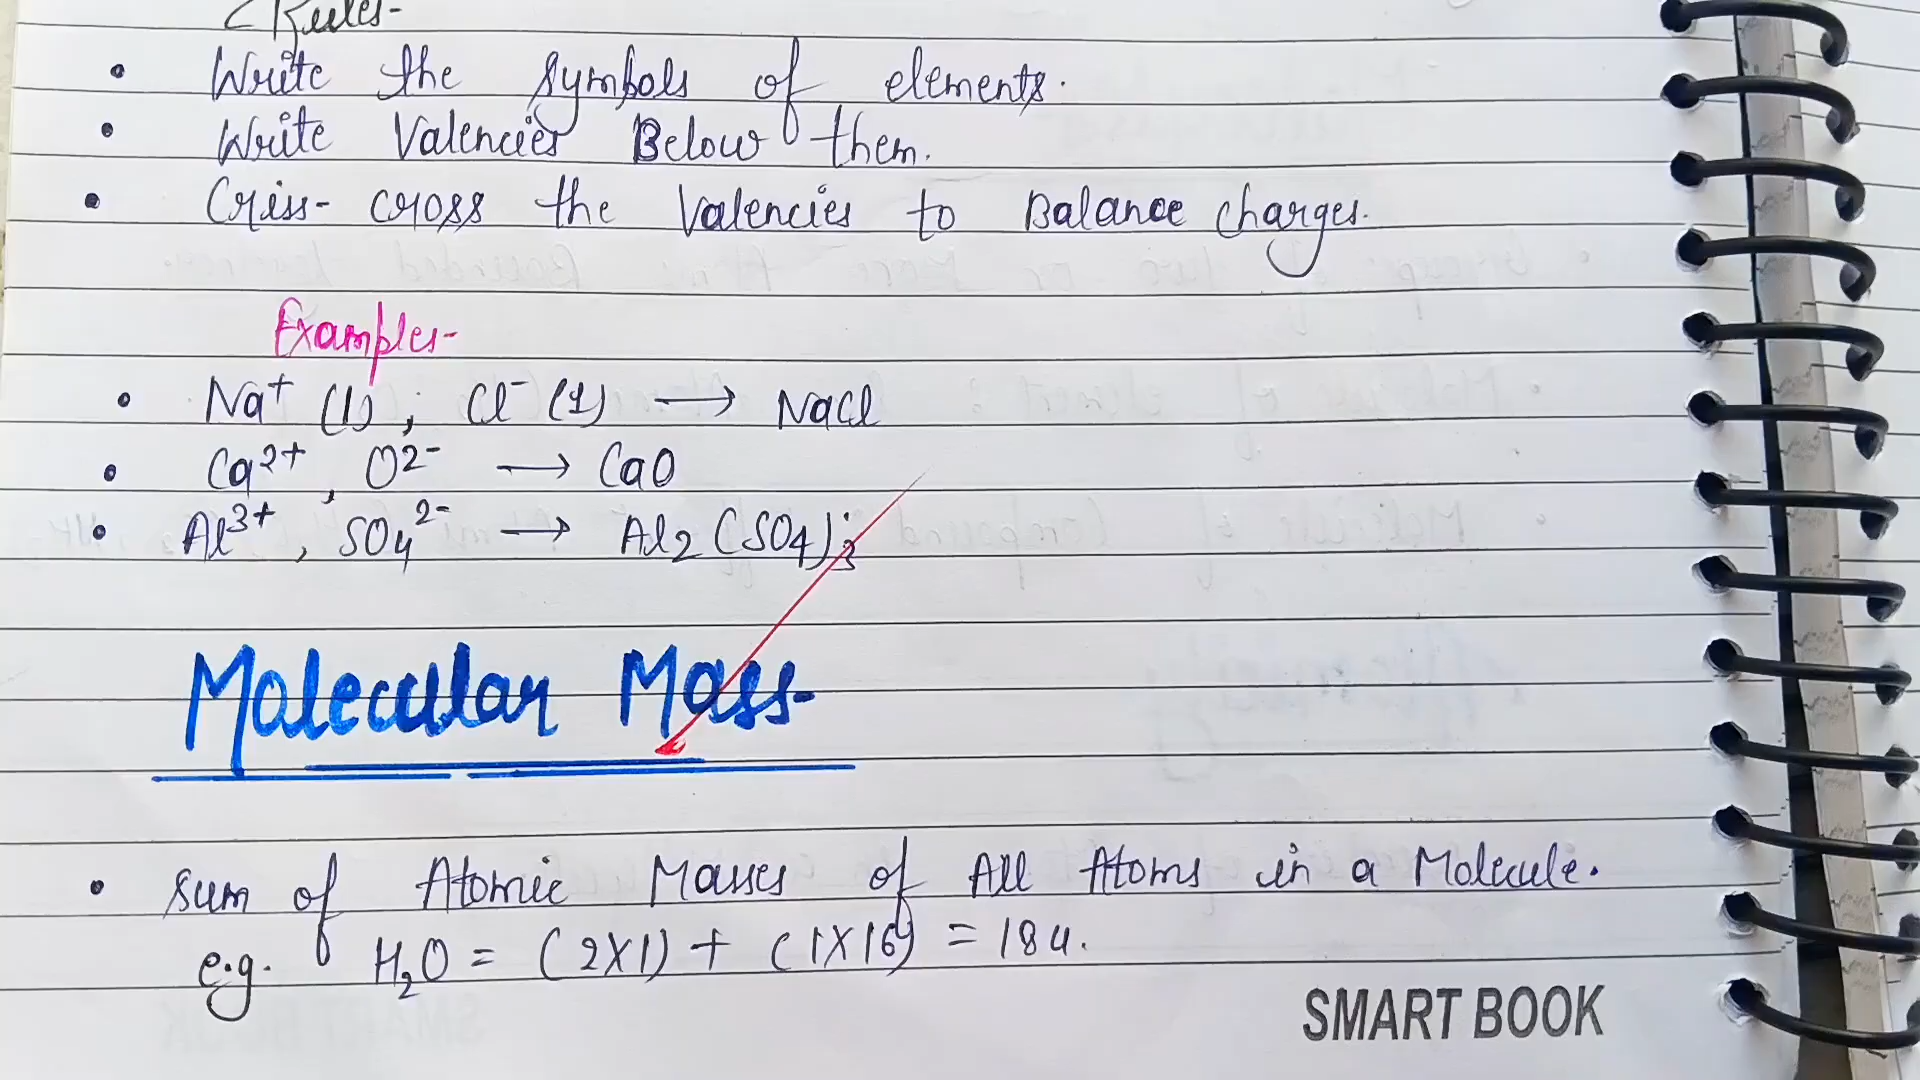 Rules-
• Write the symbols of elements.
• Write Valencies Below them.
• Criss-cross the Valencies to Balance charges.
Examples-
• Na⁺ (1), Cl⁻ (1) → NaCl
• Ca²⁺, O²⁻ → CaO
• Al³⁺, SO₄²⁻ → Al₂(SO₄)₃
Molecular Mass-
• Sum of Atomic Masses of All Atoms in a Molecule.
e.g. H₂O = (2X1) + (1X16) = 18u.
SMART BOOK